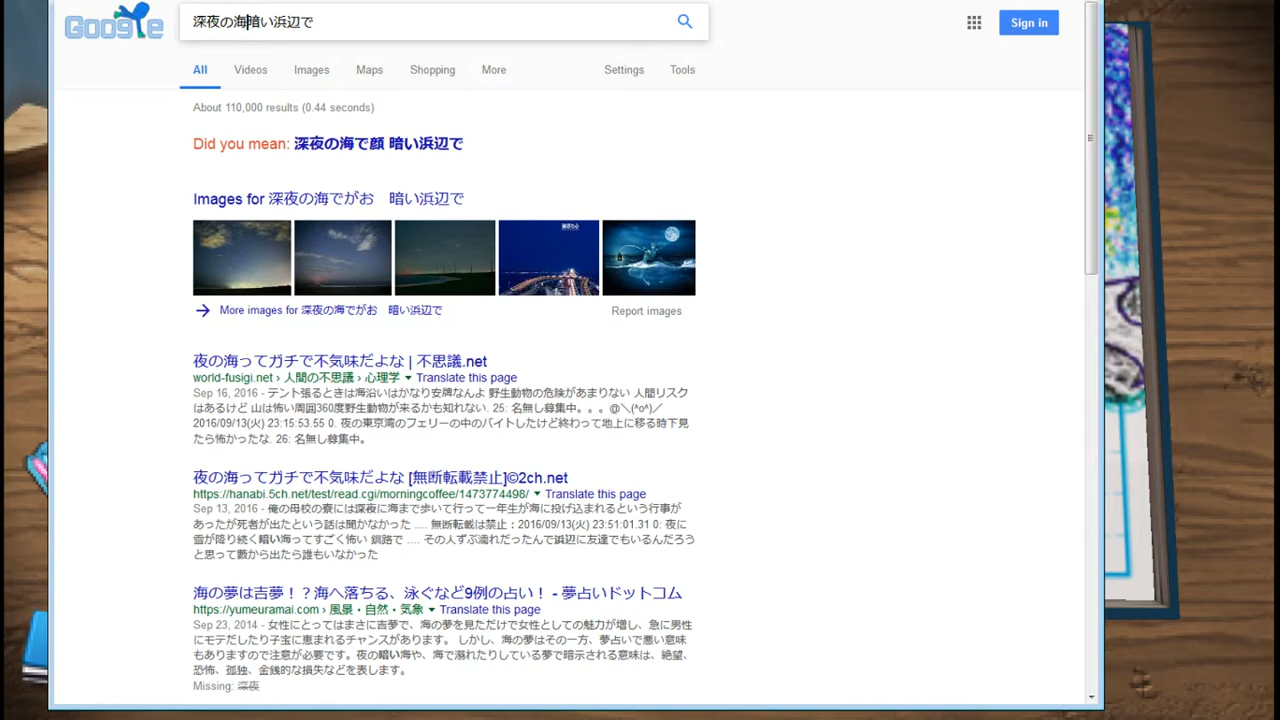 Google
深夜の海暗い浜辺で
Sign in
All Videos Images Maps Shopping More Settings Tools
About 110,000 results (0.44 seconds)
Did you mean: 深夜の海で顔 暗い浜辺で
Images for 深夜の海でがお 暗い浜辺で
More images for 深夜の海でがお 暗い浜辺で
Report images
夜の海ってガチで不気味だよな | 不思議.net
world-fusigi.net › 人間の不思議 › 心理学 Translate this page
Sep 16, 2016 - テント張るときは海沿いはかなり安牌なんよ 野生動物の危険があまりない 人間リスク
はあるけど 山は怖い周囲360度野生動物が来るかも知れない. 25: 名無し募集中。。。@＼(^o^)／
2016/09/13(火) 23:15:53.55 0. 夜の東京湾のフェリーの中のバイトしたけど終わって地上に移る時下見
たら怖かったな. 26: 名無し募集中。
夜の海ってガチで不気味だよな [無断転載禁止]©2ch.net
https://hanabi.5ch.net/test/read.cgi/morningcoffee/1473774498/ Translate this page
Sep 13, 2016 - 俺の母校の寮には深夜に海まで歩いて行って一年生が海に投げ込まれるという行事が
あったが死者が出たという話は聞かなかった .... 無断転載は禁止：2016/09/13(火) 23:51:01.31 0: 夜に
雪が降り続く暗い海ってすごく怖い 釧路で .... その人ずぶ濡れだったんで浜辺に友達でもいるんだろう
と思って藪から出たら誰もいなかった
海の夢は吉夢！？海へ落ちる、泳ぐなど9例の占い！ - 夢占いドットコム
https://yumeuramai.com › 風景・自然・気象 Translate this page
Sep 23, 2014 - 女性にとってはまさに吉夢で、海の夢を見ただけで女性としての魅力が増し、急に男性
にモテだしたり子宝に恵まれるチャンスがあります。 しかし、海の夢はその一方、夢占いで悪い意味
もありますので注意が必要です。夜の暗い海や、海で溺れたりしている夢で暗示される意味は、絶望、
恐怖、孤独、金銭的な損失などを表します。
Missing: 深夜